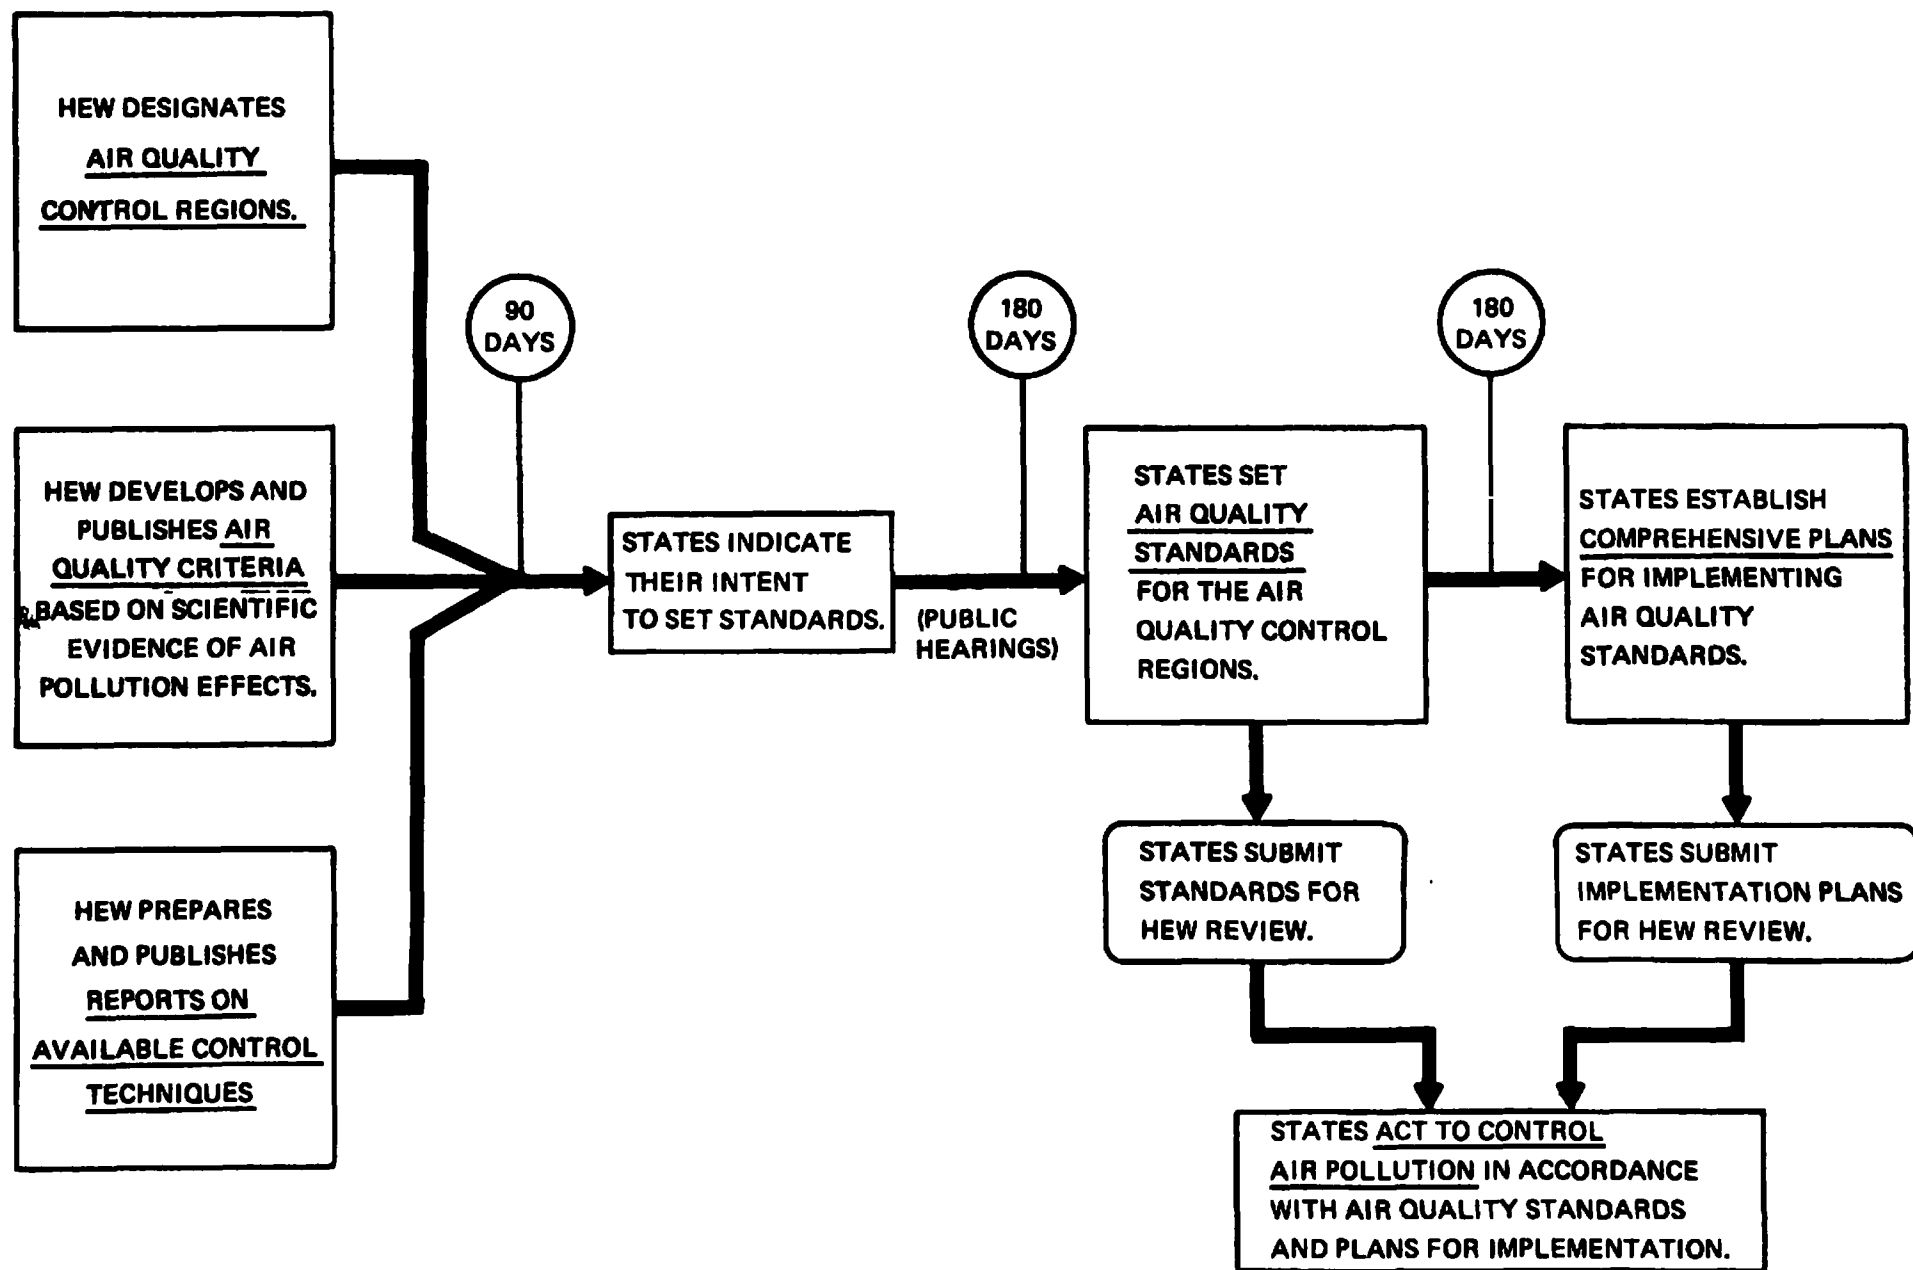 HEW DESIGNATES
AIR QUALITY
CONTROL REGIONS.
HEW DEVELOPS AND
PUBLISHES AIR
QUALITY CRITERIA
BASED ON SCIENTIFIC
EVIDENCE OF AIR
POLLUTION EFFECTS.
HEW PREPARES
AND PUBLISHES
REPORTS ON
AVAILABLE CONTROL
TECHNIQUES
90
DAYS
STATES INDICATE
THEIR INTENT
TO SET STANDARDS.
180
DAYS
(PUBLIC
HEARINGS)
STATES SET
AIR QUALITY
STANDARDS
FOR THE AIR
QUALITY CONTROL
REGIONS.
180
DAYS
STATES ESTABLISH
COMPREHENSIVE PLANS
FOR IMPLEMENTING
AIR QUALITY
STANDARDS.
STATES SUBMIT
STANDARDS FOR
HEW REVIEW.
STATES SUBMIT
IMPLEMENTATION PLANS
FOR HEW REVIEW.
STATES ACT TO CONTROL
AIR POLLUTION IN ACCORDANCE
WITH AIR QUALITY STANDARDS
AND PLANS FOR IMPLEMENTATION.